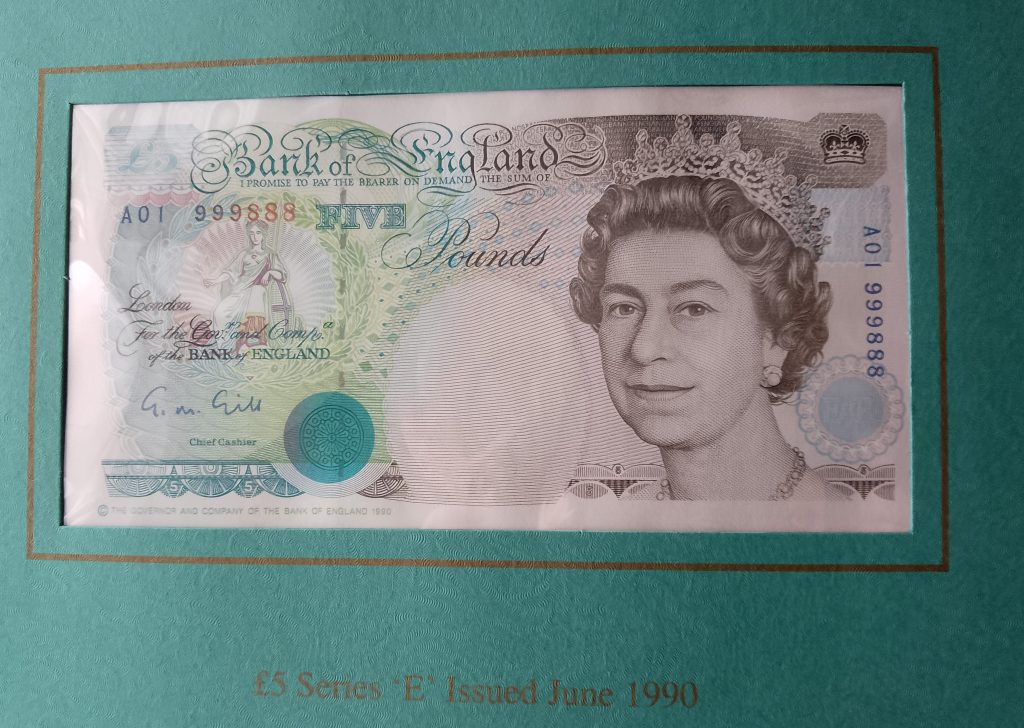 £5
Bank of England
I PROMISE TO PAY THE BEARER ON DEMAND THE SUM OF
A01 999888 FIVE
Pounds
A01 999888
London
For the Govr. and Compa.
of the BANK of ENGLAND
G. M. Gill
Chief Cashier
5 5
© THE GOVERNOR AND COMPANY OF THE BANK OF ENGLAND 1990
£5 Series ‘E’ Issued June 1990